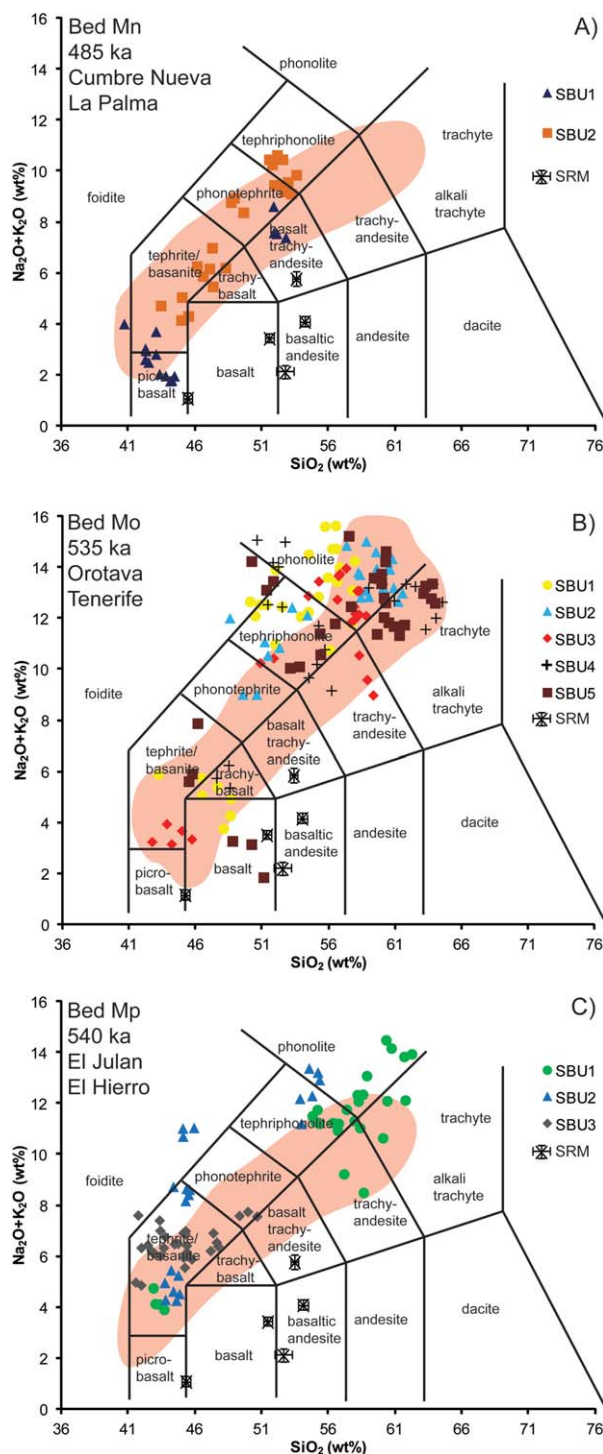 A)
Bed Mn
485 ka
Cumbre Nueva
La Palma
Na₂O+K₂O (wt%)
16
14
12
10
8
6
4
2
0
phonolite
tephriphonolite
trachyte
foidite
phonotephrite
alkali
trachyte
basalt
trachy-
andesite
trachy-
andesite
tephrite/
basanite
trachy-
basalt
picro-
basalt
basalt
basaltic
andesite
andesite
dacite
SBU1
SBU2
SRM
36 41 46 51 56 61 66 71 76
SiO₂ (wt%)
B)
Bed Mo
535 ka
Orotava
Tenerife
Na₂O+K₂O (wt%)
16
14
12
10
8
6
4
2
0
phonolite
tephriphonolite
trachyte
foidite
phonotephrite
alkali
trachyte
basalt
trachy-
andesite
trachy-
andesite
tephrite/
basanite
trachy-
basalt
picro-
basalt
basalt
basaltic
andesite
andesite
dacite
SBU1
SBU2
SBU3
SBU4
SBU5
SRM
36 41 46 51 56 61 66 71 76
SiO₂ (wt%)
C)
Bed Mp
540 ka
El Julan
El Hierro
Na₂O+K₂O (wt%)
16
14
12
10
8
6
4
2
0
phonolite
tephriphonolite
trachyte
foidite
phonotephrite
alkali
trachyte
basalt
trachy-
andesite
trachy-
andesite
tephrite/
basanite
trachy-
basalt
picro-
basalt
basalt
basaltic
andesite
andesite
dacite
SBU1
SBU2
SBU3
SRM
36 41 46 51 56 61 66 71 76
SiO₂ (wt%)